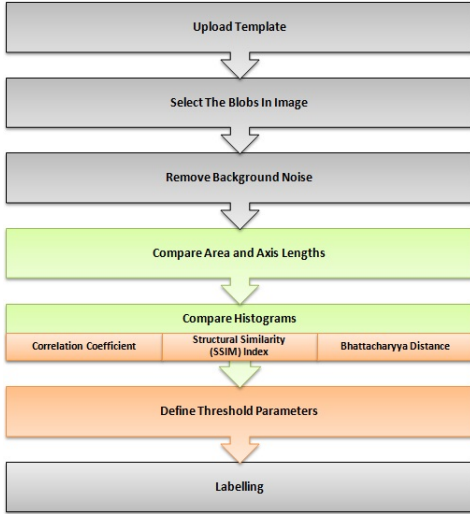 Upload Template
Select The Blobs In Image
Remove Background Noise
Compare Area and Axis Lengths
Compare Histograms
Correlation Coefficient
Structural Similarity
(SSIM) Index
Bhattacharyya Distance
Define Threshold Parameters
Labelling